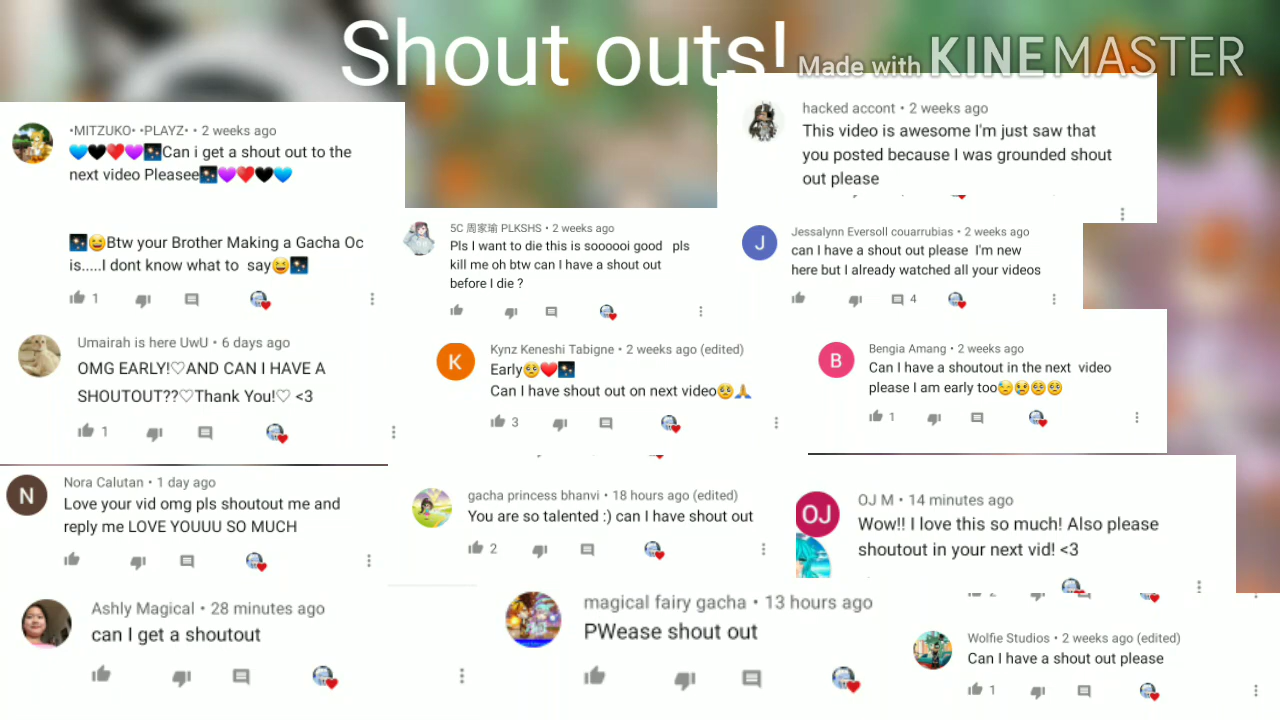 Shout outs!
Made with KINEMASTER
•MITZUKO• •PLAYZ• • 2 weeks ago
💙🖤❤️💜🎇Can i get a shout out to the
next video Pleasee🎇💜❤️🖤💙
🎇😆Btw your Brother Making a Gacha Oc
is.....I dont know what to say😆🎇
1
hacked accont • 2 weeks ago
This video is awesome I'm just saw that
you posted because I was grounded shout
out please
5C 周家瑜 PLKSHS • 2 weeks ago
Pls I want to die this is soooooi good pls
kill me oh btw can I have a shout out
before I die ?
Jessalynn Eversoll couarrubias • 2 weeks ago
can I have a shout out please I'm new
here but I already watched all your videos
4
Umairah is here UwU • 6 days ago
OMG EARLY!♡AND CAN I HAVE A
SHOUTOUT??♡Thank You!♡ <3
1
K
Kynz Keneshi Tabigne • 2 weeks ago (edited)
Early🥺❤️🎇
Can I have shout out on next video🥺🙏
3
B
Bengia Amang • 2 weeks ago
Can I have a shoutout in the next video
please I am early too😓😢🥺🥺
1
J
N
Nora Calutan • 1 day ago
Love your vid omg pls shoutout me and
reply me LOVE YOUUU SO MUCH
gacha princess bhanvi • 18 hours ago (edited)
You are so talented :) can I have shout out
2
OJ
OJ M • 14 minutes ago
Wow!! I love this so much! Also please
shoutout in your next vid! <3
Ashly Magical • 28 minutes ago
can I get a shoutout
magical fairy gacha • 13 hours ago
PWease shout out
Wolfie Studios • 2 weeks ago (edited)
Can I have a shout out please
1